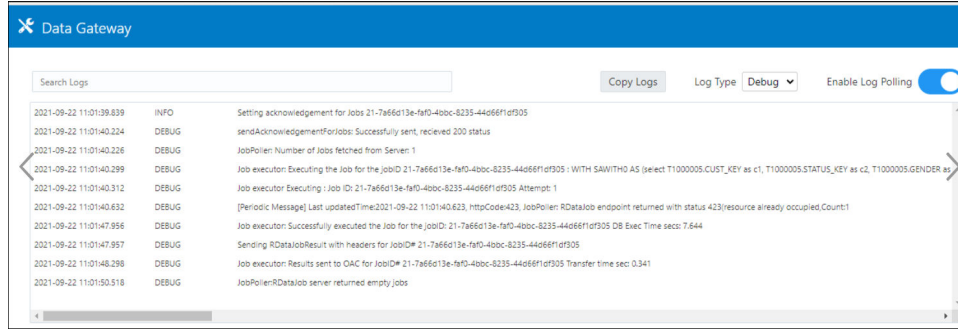 Data Gateway
Search Logs Copy Logs Log Type Debug Enable Log Polling
2021-09-22 11:01:39.839 INFO Setting acknowledgement for Jobs 21-7a66d13e-faf0-4bbc-8235-44d66f1df305
2021-09-22 11:01:40.224 DEBUG sendAcknowledgementForJobs: Successfully sent, recieved 200 status
2021-09-22 11:01:40.226 DEBUG JobPoller: Number of Jobs fetched from Server: 1
2021-09-22 11:01:40.299 DEBUG Job executor: Executing the Job for the jobID 21-7a66d13e-faf0-4bbc-8235-44d66f1df305 : WITH SAWITH0 AS (select T1000005.CUST_KEY as c1, T1000005.STATUS_KEY as c2, T1000005.GENDER as
2021-09-22 11:01:40.312 DEBUG Job executor Executing : Job ID: 21-7a66d13e-faf0-4bbc-8235-44d66f1df305 Attempt: 1
2021-09-22 11:01:40.632 DEBUG [Periodic Message] Last updatedTime:2021-09-22 11:01:40.623, httpCode:423, JobPoller: RDataJob endpoint returned with status 423(resource already occupied,Count:1
2021-09-22 11:01:47.956 DEBUG Job executor: Successfully executed the Job for the jobID: 21-7a66d13e-faf0-4bbc-8235-44d66f1df305 DB Exec Time secs: 7.644
2021-09-22 11:01:47.957 DEBUG Sending RDataJobResult with headers for JobID# 21-7a66d13e-faf0-4bbc-8235-44d66f1df305
2021-09-22 11:01:48.298 DEBUG Job executor: Results sent to OAC for JobID# 21-7a66d13e-faf0-4bbc-8235-44d66f1df305 Transfer time sec: 0.341
2021-09-22 11:01:50.518 DEBUG JobPoller:RDataJob server returned empty jobs